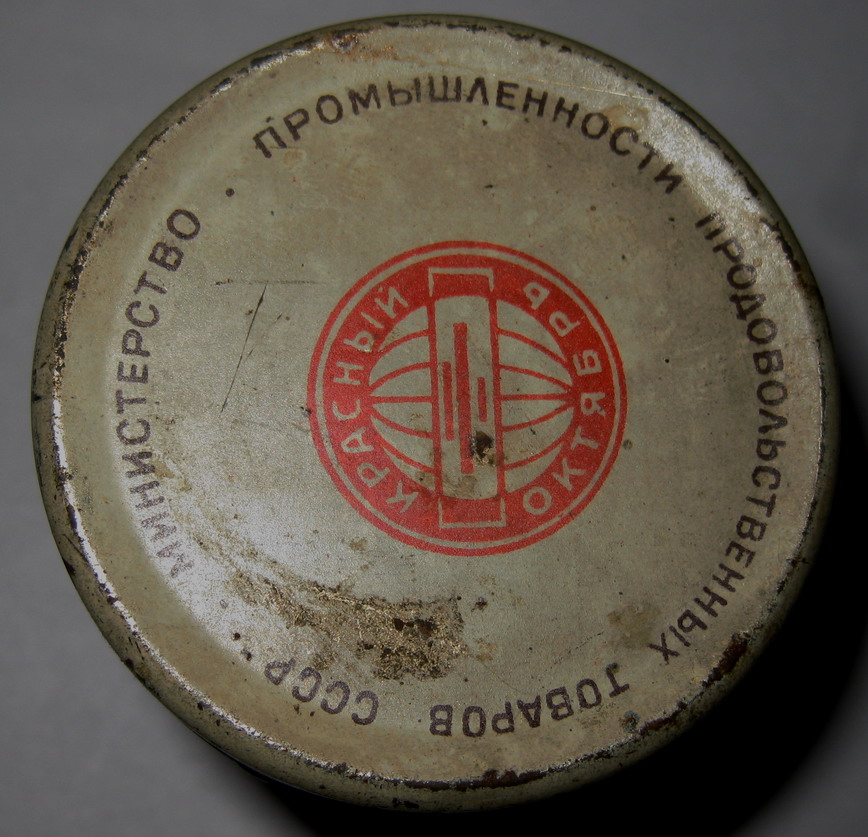 МИНИСТЕРСТВО · ПРОМЫШЛЕННОСТИ ПРОДОВОЛЬСТВЕННЫХ ТОВАРОВ СССР
КРАСНЫЙ
ОКТЯБРЬ